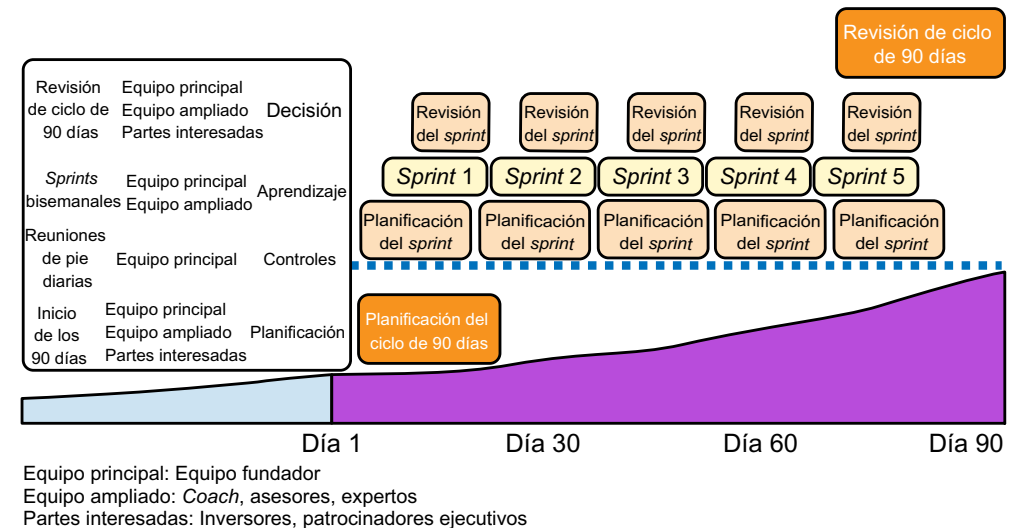 Revisión de ciclo
de 90 días
Revisión
de ciclo de
90 días
Equipo principal
Equipo ampliado
Partes interesadas
Decisión
Sprints
bisemanales
Equipo principal
Equipo ampliado
Aprendizaje
Reuniones
de pie
diarias
Equipo principal
Controles
Inicio
de los
90 días
Equipo principal
Equipo ampliado
Partes interesadas
Planificación
Revisión
del sprint
Revisión
del sprint
Revisión
del sprint
Revisión
del sprint
Revisión
del sprint
Sprint 1
Sprint 2
Sprint 3
Sprint 4
Sprint 5
Planificación
del sprint
Planificación
del sprint
Planificación
del sprint
Planificación
del sprint
Planificación
del sprint
Planificación del
ciclo de 90 días
Día 1
Día 30
Día 60
Día 90
Equipo principal: Equipo fundador
Equipo ampliado: Coach, asesores, expertos
Partes interesadas: Inversores, patrocinadores ejecutivos